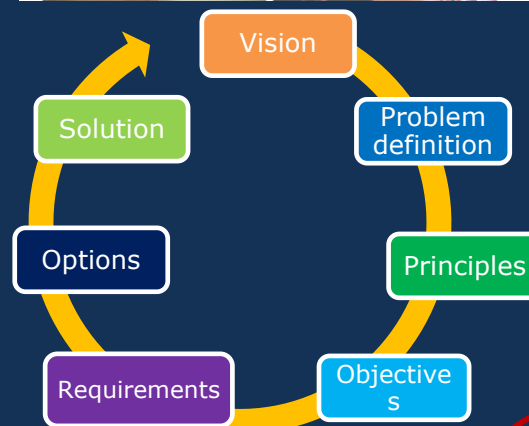 Vision
Problem
definition
Principles
Objective
s
Requirements
Options
Solution